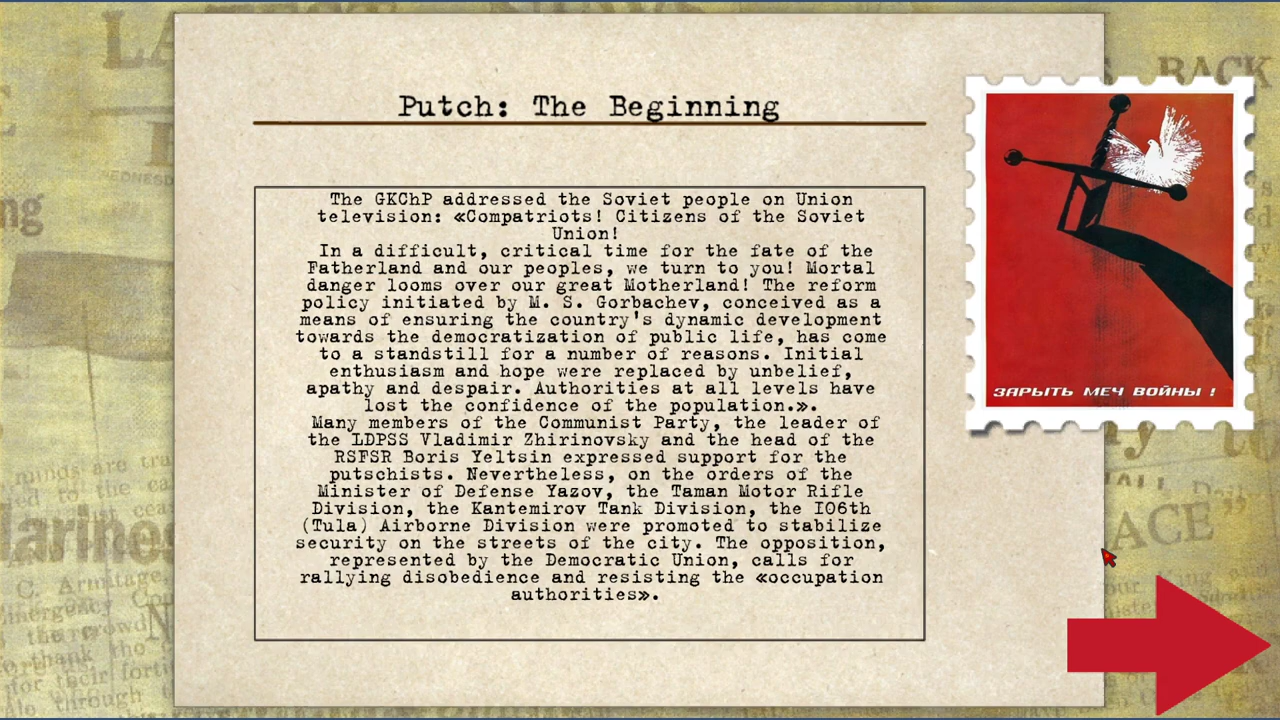 Putch: The Beginning
The GKChP addressed the Soviet people on Union
television: «Compatriots! Citizens of the Soviet
Union!
In a difficult, critical time for the fate of the
Fatherland and our peoples, we turn to you! Mortal
danger looms over our great Motherland! The reform
policy initiated by M. S. Gorbachev, conceived as a
means of ensuring the country's dynamic development
towards the democratization of public life, has come
to a standstill for a number of reasons. Initial
enthusiasm and hope were replaced by unbelief,
apathy and despair. Authorities at all levels have
lost the confidence of the population.».
Many members of the Communist Party, the leader of
the LDPSS Vladimir Zhirinovsky and the head of the
RSFSR Boris Yeltsin expressed support for the
putschists. Nevertheless, on the orders of the
Minister of Defense Yazov, the Taman Motor Rifle
Division, the Kantemirov Tank Division, the 106th
(Tula) Airborne Division were promoted to stabilize
security on the streets of the city. The opposition,
represented by the Democratic Union, calls for
rallying disobedience and resisting the «occupation
authorities».
ЗАРЫТЬ МЕЧ ВОЙНЫ !
BACK